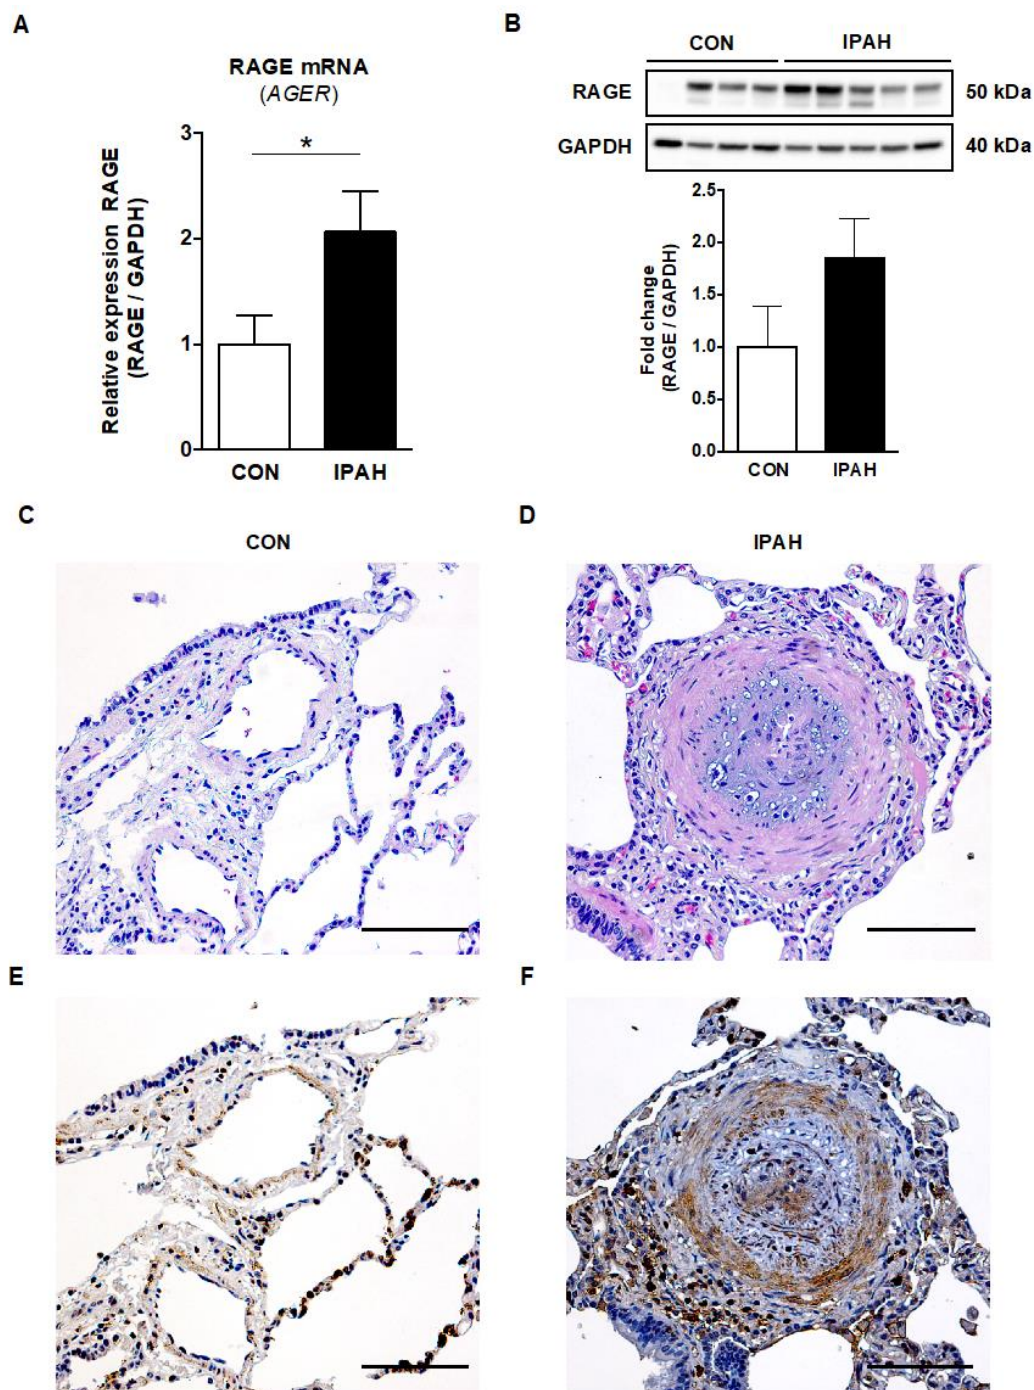 A
RAGE mRNA
(AGER)
Relative expression RAGE
(RAGE / GAPDH)
3
*
2
1
0
CON
IPAH
B
CON
IPAH
RAGE
50 kDa
GAPDH
40 kDa
Fold change
(RAGE / GAPDH)
2.5
2.0
1.5
1.0
0.5
0.0
CON
IPAH
C
CON
D
IPAH
E
F